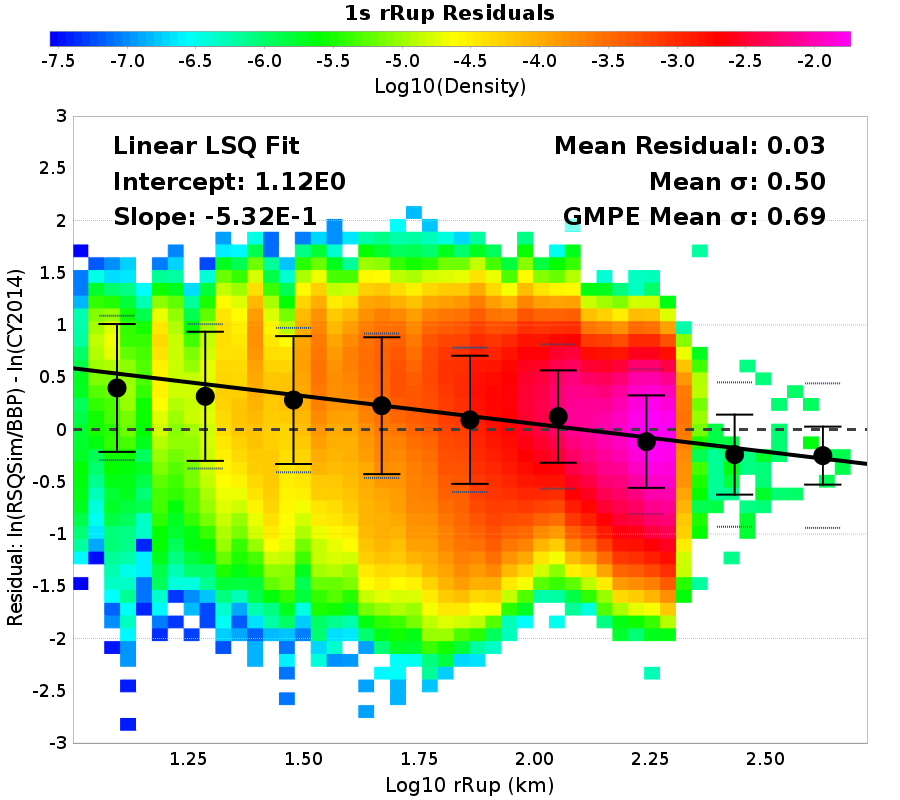 1s rRup Residuals
-7.5 -7.0 -6.5 -6.0 -5.5 -5.0 -4.5 -4.0 -3.5 -3.0 -2.5 -2.0
Log10(Density)
Linear LSQ Fit
Intercept: 1.12E0
Slope: -5.32E-1
Mean Residual: 0.03
Mean σ: 0.50
GMPE Mean σ: 0.69
Residual: ln(RSQSim/BBP) - ln(CY2014)
3
2.5
2
1.5
1
0.5
0
-0.5
-1
-1.5
-2
-2.5
-3
1.25 1.50 1.75 2.00 2.25 2.50
Log10 rRup (km)